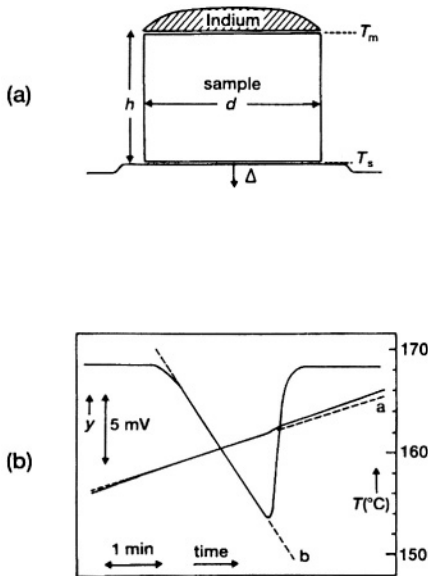 (a)
Indium
Tm
h
sample
d
Ts
Δ
(b)
y
5 mV
1 min
time
a
b
170
160
T(°C)
150